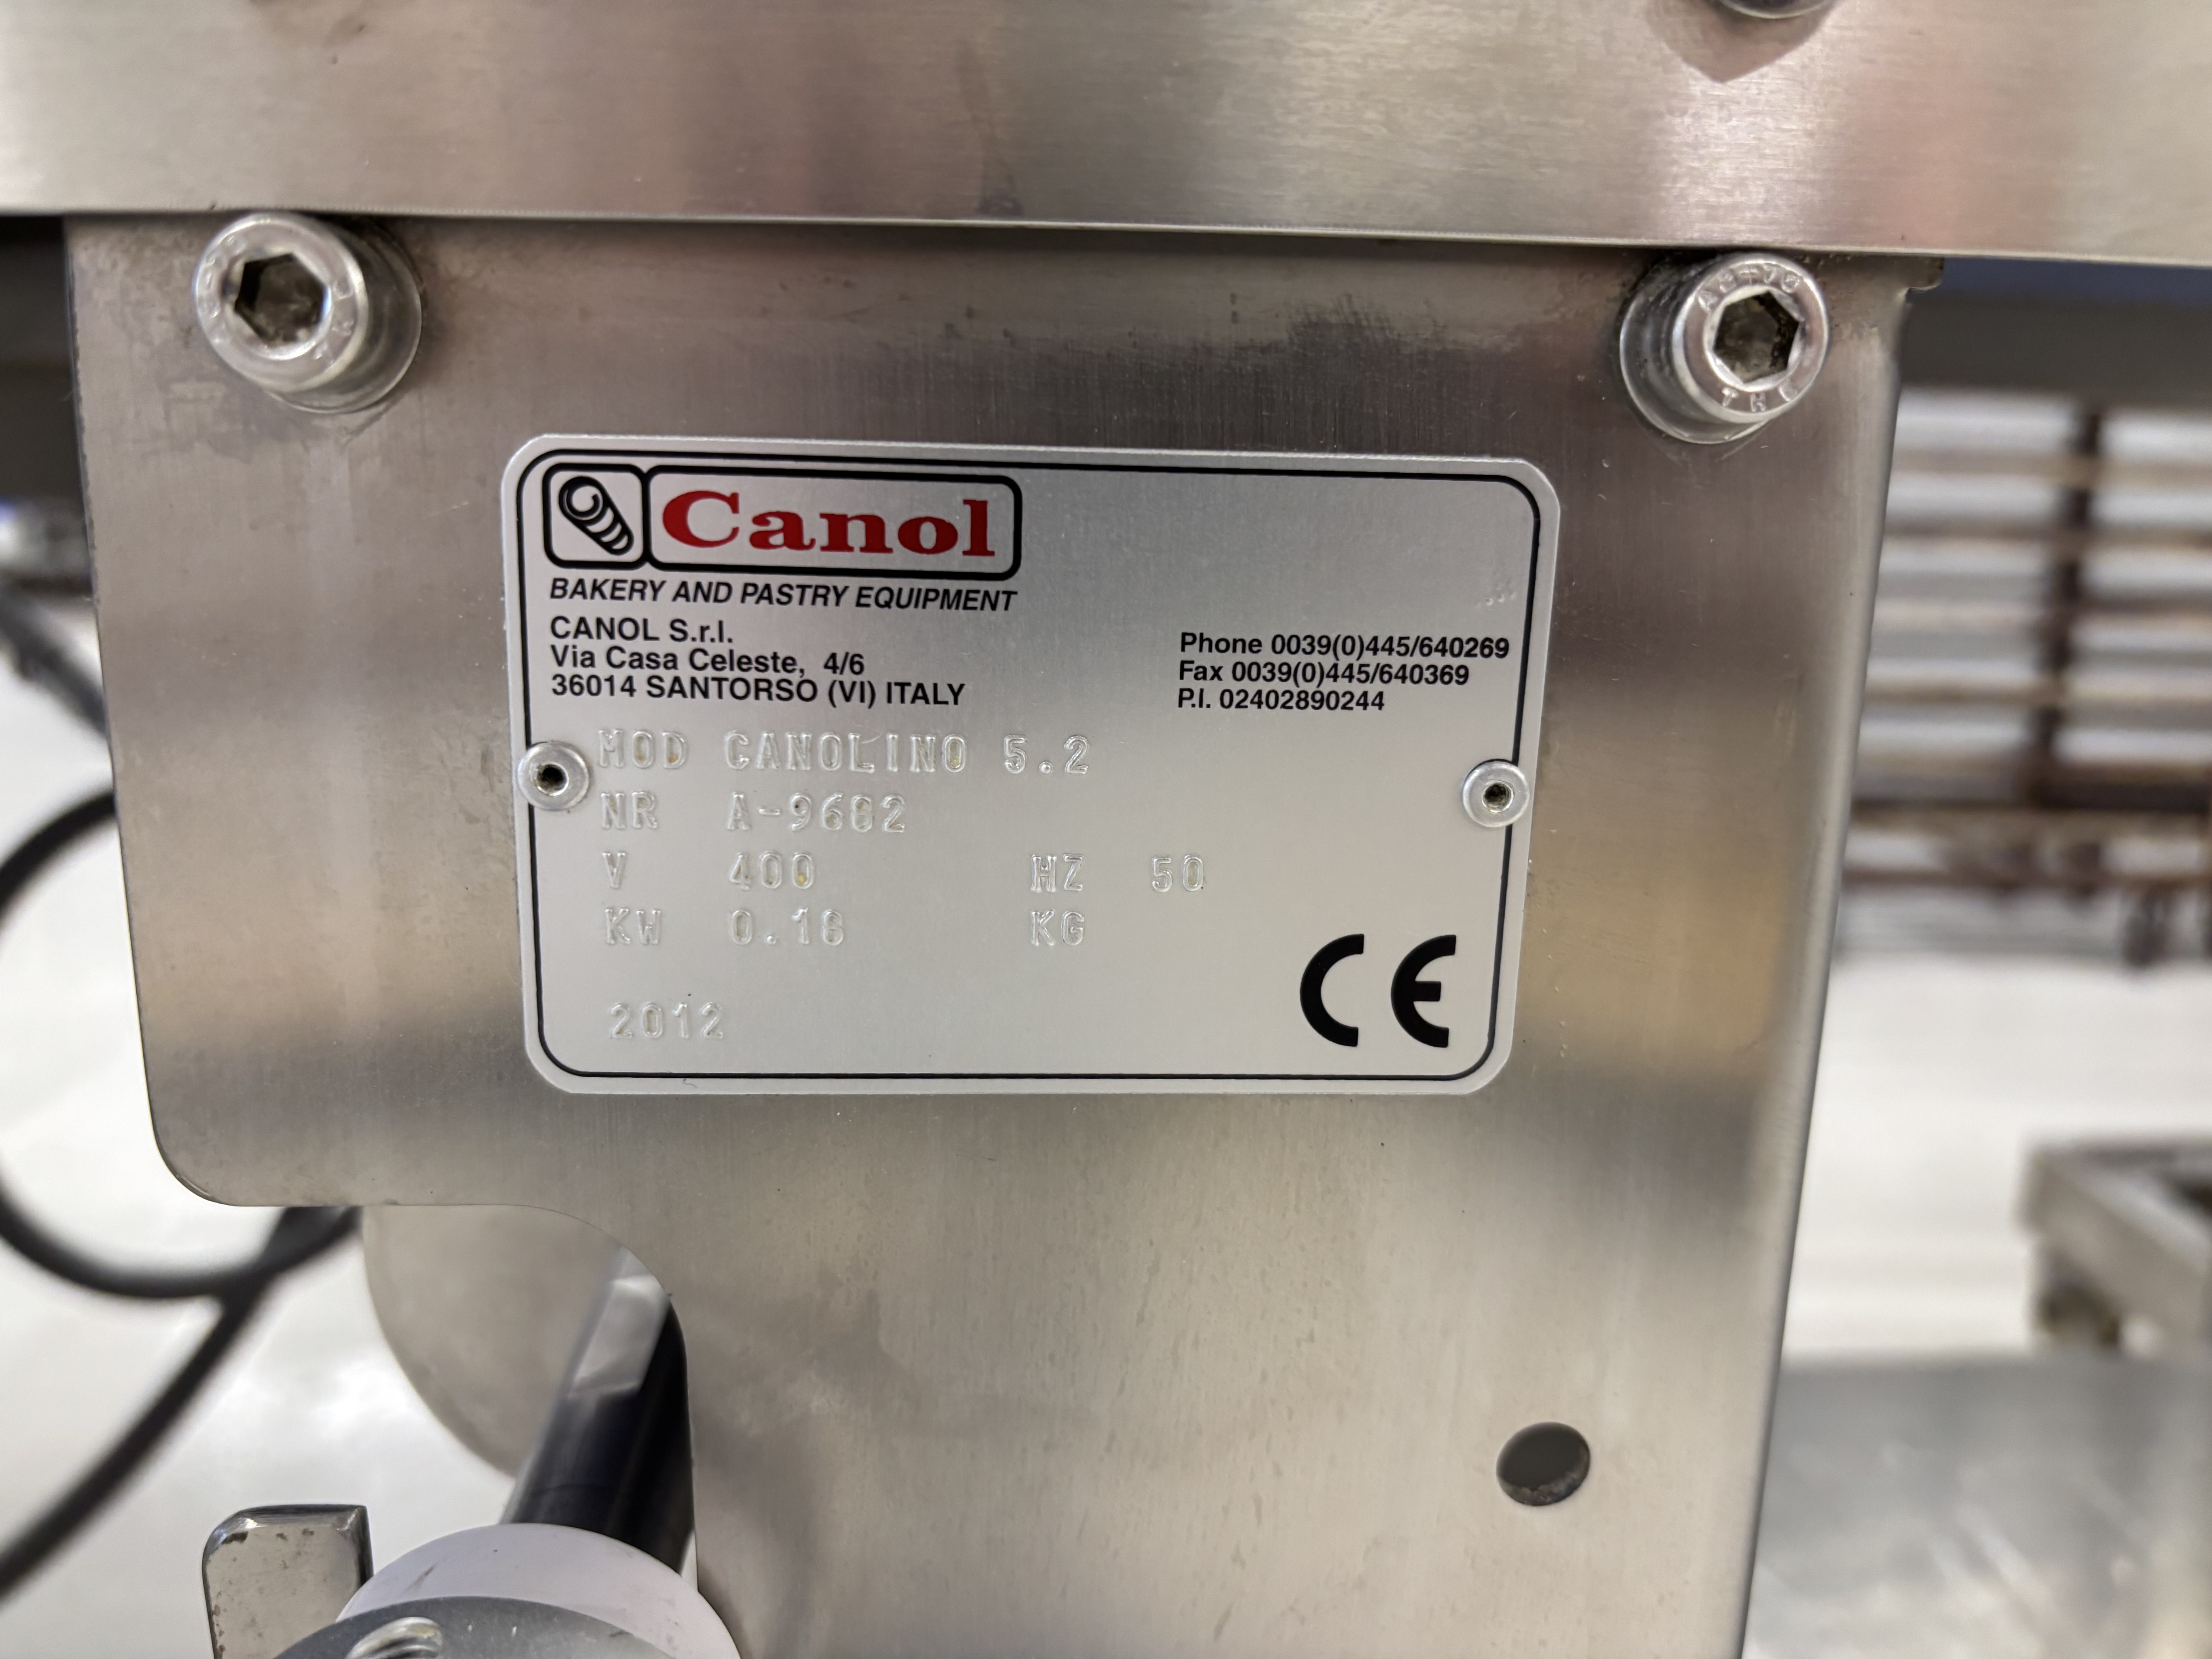 Canol
BAKERY AND PASTRY EQUIPMENT
CANOL S.r.l.
Via Casa Celeste, 4/6
36014 SANTORSO (VI) ITALY
Phone 0039(0)445/640269
Fax 0039(0)445/640369
P.I. 02402890244
MOD CANOLINO 5.2
NR
V 400 HZ 50
KW 0.18 KG
2012
CE